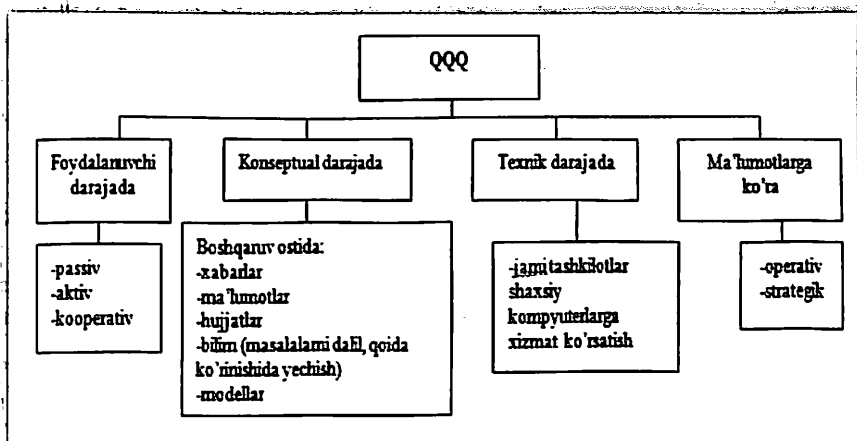 QQQ
Foydalanuvchi
darajada
Konseptual darajada
Texnik darajada
Ma'lumotlarga
ko'ra
-passiv
-aktiv
-kooperativ
Boshqaruv ostida:
-xabarlar
-ma'lumotlar
-hujjatlar
-bilim (masalalarni dalil, qoida
ko'rinishida yechish)
-modellar
-jami tashkilotlar
shaxsiy
kompyuterlarga
xizmat ko'rsatish
-operativ
-strategik